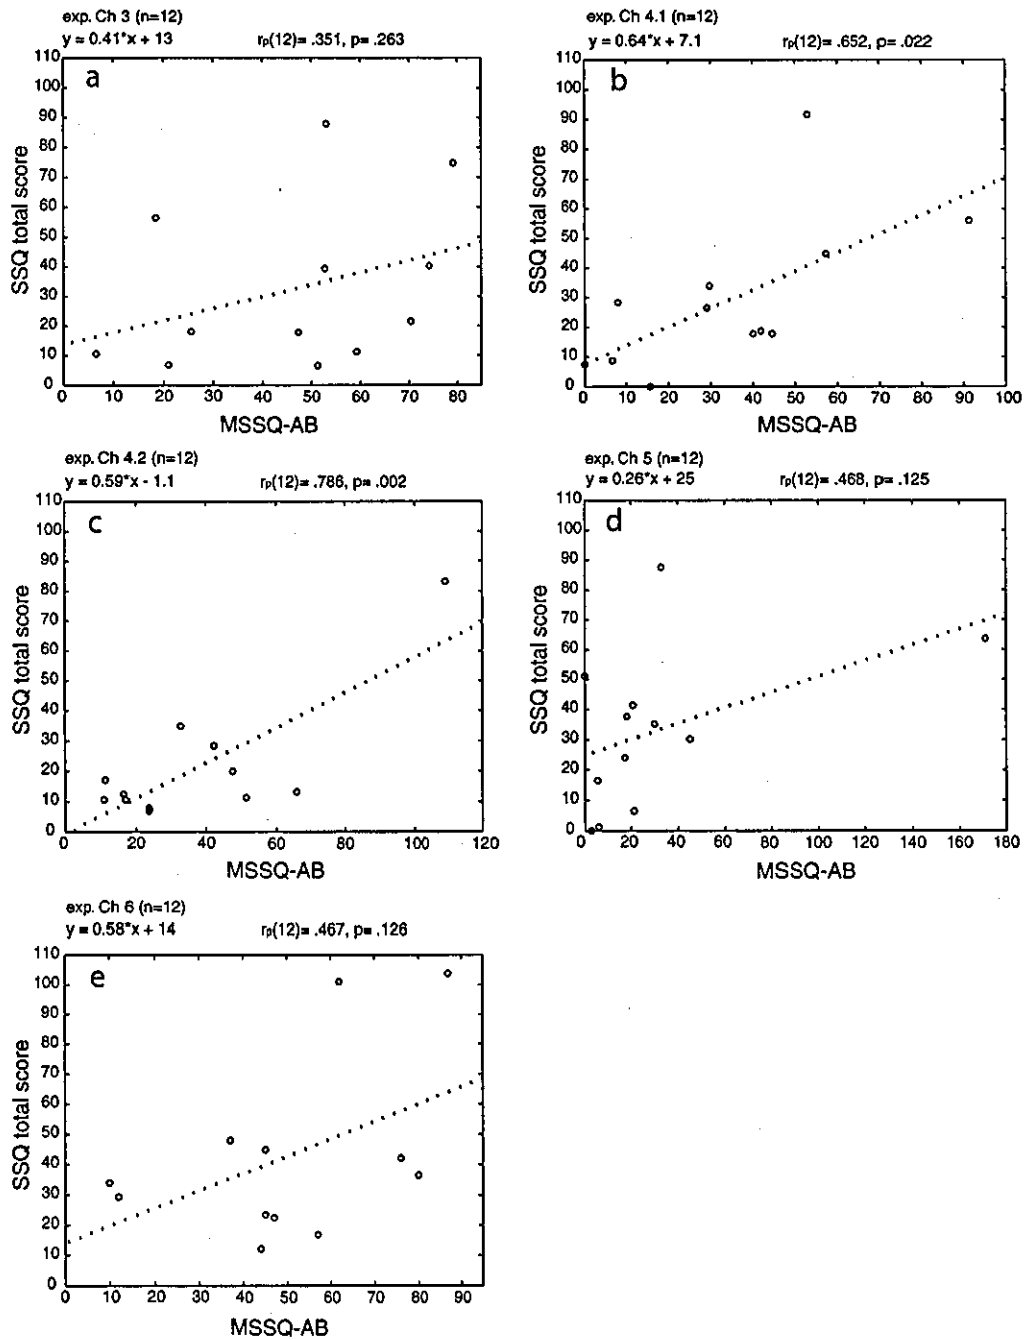 exp. Ch 3 (n=12)
y = 0.41*x + 13 rp(12)= .351, p= .263
a
110
100
90
80
70
60
50
40
30
20
10
0
SSQ total score
0 10 20 30 40 50 60 70 80
MSSQ-AB
exp. Ch 4.1 (n=12)
y = 0.64*x + 7.1 rp(12)= .652, p= .022
b
110
100
90
80
70
60
50
40
30
20
10
0
SSQ total score
0 10 20 30 40 50 60 70 80 90 100
MSSQ-AB
exp. Ch 4.2 (n=12)
y = 0.59*x - 1.1 rp(12)= .786, p= .002
c
110
100
90
80
70
60
50
40
30
20
10
0
SSQ total score
0 20 40 60 80 100 120
MSSQ-AB
exp. Ch 5 (n=12)
y = 0.26*x + 25 rp(12)= .468, p= .125
d
110
100
90
80
70
60
50
40
30
20
10
0
SSQ total score
0 20 40 60 80 100 120 140 160 180
MSSQ-AB
exp. Ch 6 (n=12)
y = 0.58*x + 14 rp(12)= .467, p= .126
e
110
100
90
80
70
60
50
40
30
20
10
0
SSQ total score
0 10 20 30 40 50 60 70 80 90
MSSQ-AB